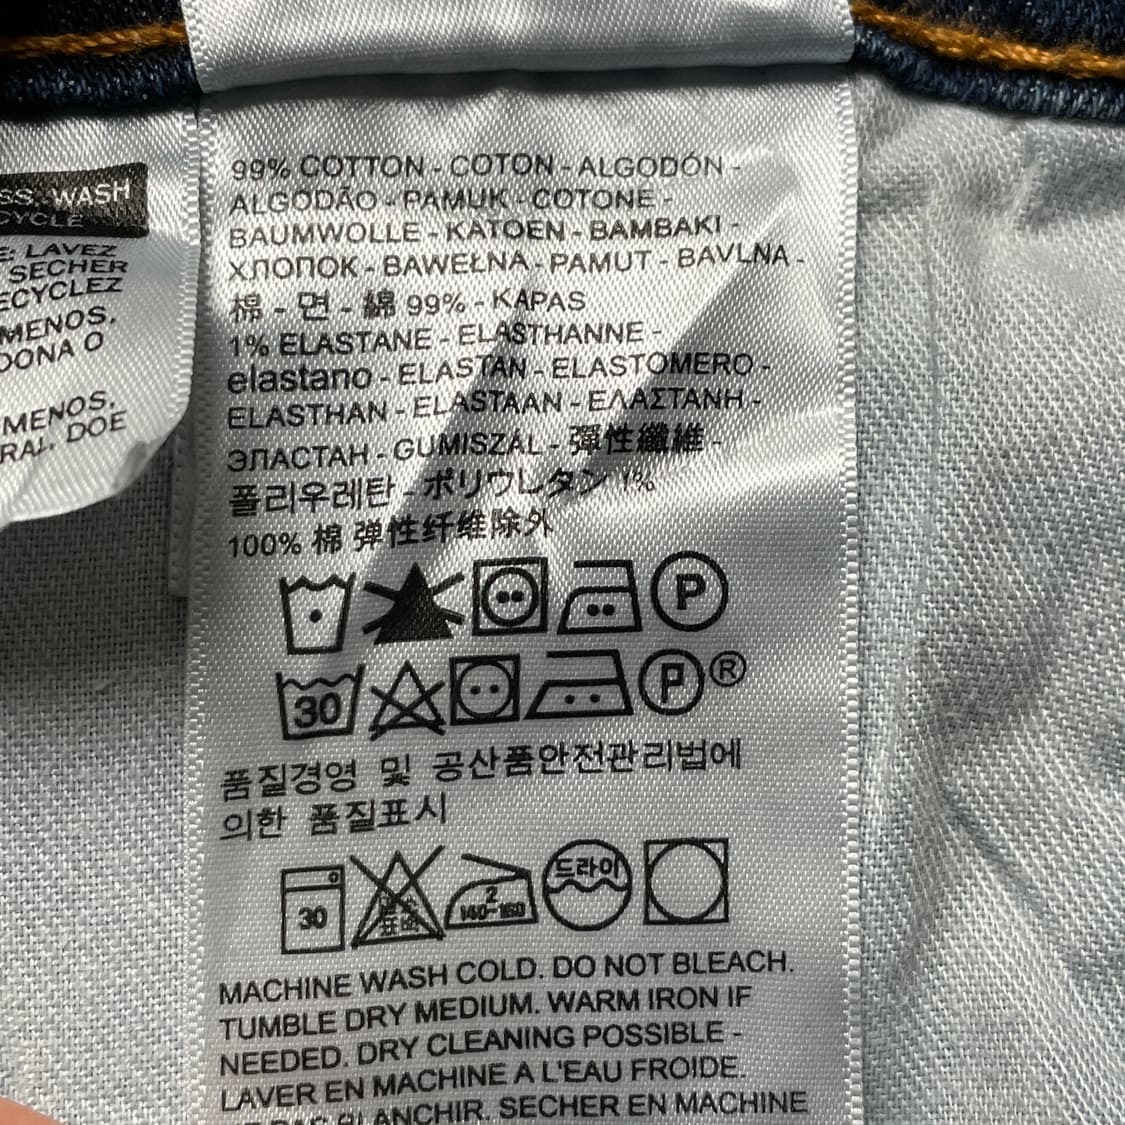 WASH
CYCLE
LAVEZ
SECHER
MENOS.
O
MENOS.
DOE
99% COTTON - COTON - ALGODÓN -
ALGODÃO - PAMUK - COTONE -
BAUMWOLLE - KATOEN - BAMBAKI -
ХЛОПОК - BAWEŁNA - PAMUT - BAVLNA -
棉 - 면 - 綿 99% - KAPAS
1% ELASTANE - ELASTHANNE -
elastano - ELASTAN - ELASTOMERO -
ELASTHAN - ELASTAAN - ΕΛΑΣΤΑΝΗ -
ЭЛАСТАН - GUMISZÁL - 彈性纖維 -
폴리우레탄 - ポリウレタン 1%
100% 棉 弹性纤维除外
P
30 P ®
품질경영 및 공산품안전관리법에
의한 품질표시
30 2 140-160 드라이
MACHINE WASH COLD. DO NOT BLEACH.
TUMBLE DRY MEDIUM. WARM IRON IF
NEEDED. DRY CLEANING POSSIBLE -
LAVER EN MACHINE A L'EAU FROIDE.
BLANCHIR. SECHER EN MACHINE